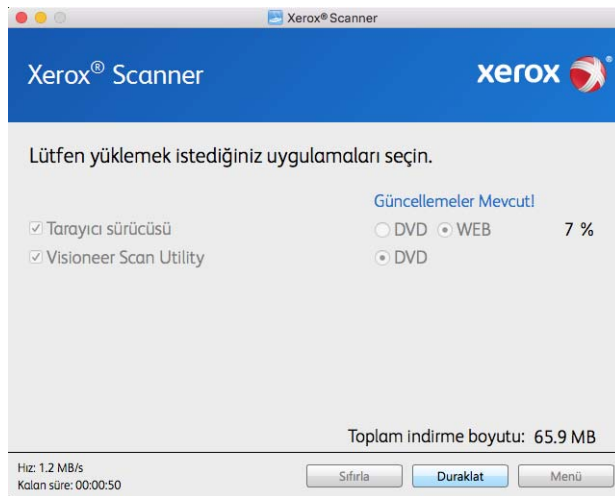 Xerox® Scanner
Xerox® Scanner
xerox
Lütfen yüklemek istediğiniz uygulamaları seçin.
Güncellemeler Mevcut!
Tarayıcı sürücüsü DVD WEB 7 %
Visioneer Scan Utility DVD
Toplam indirme boyutu: 65.9 MB
Hız: 1.2 MB/s
Kalan süre: 00:00:50
Sıfırla Duraklat Menü